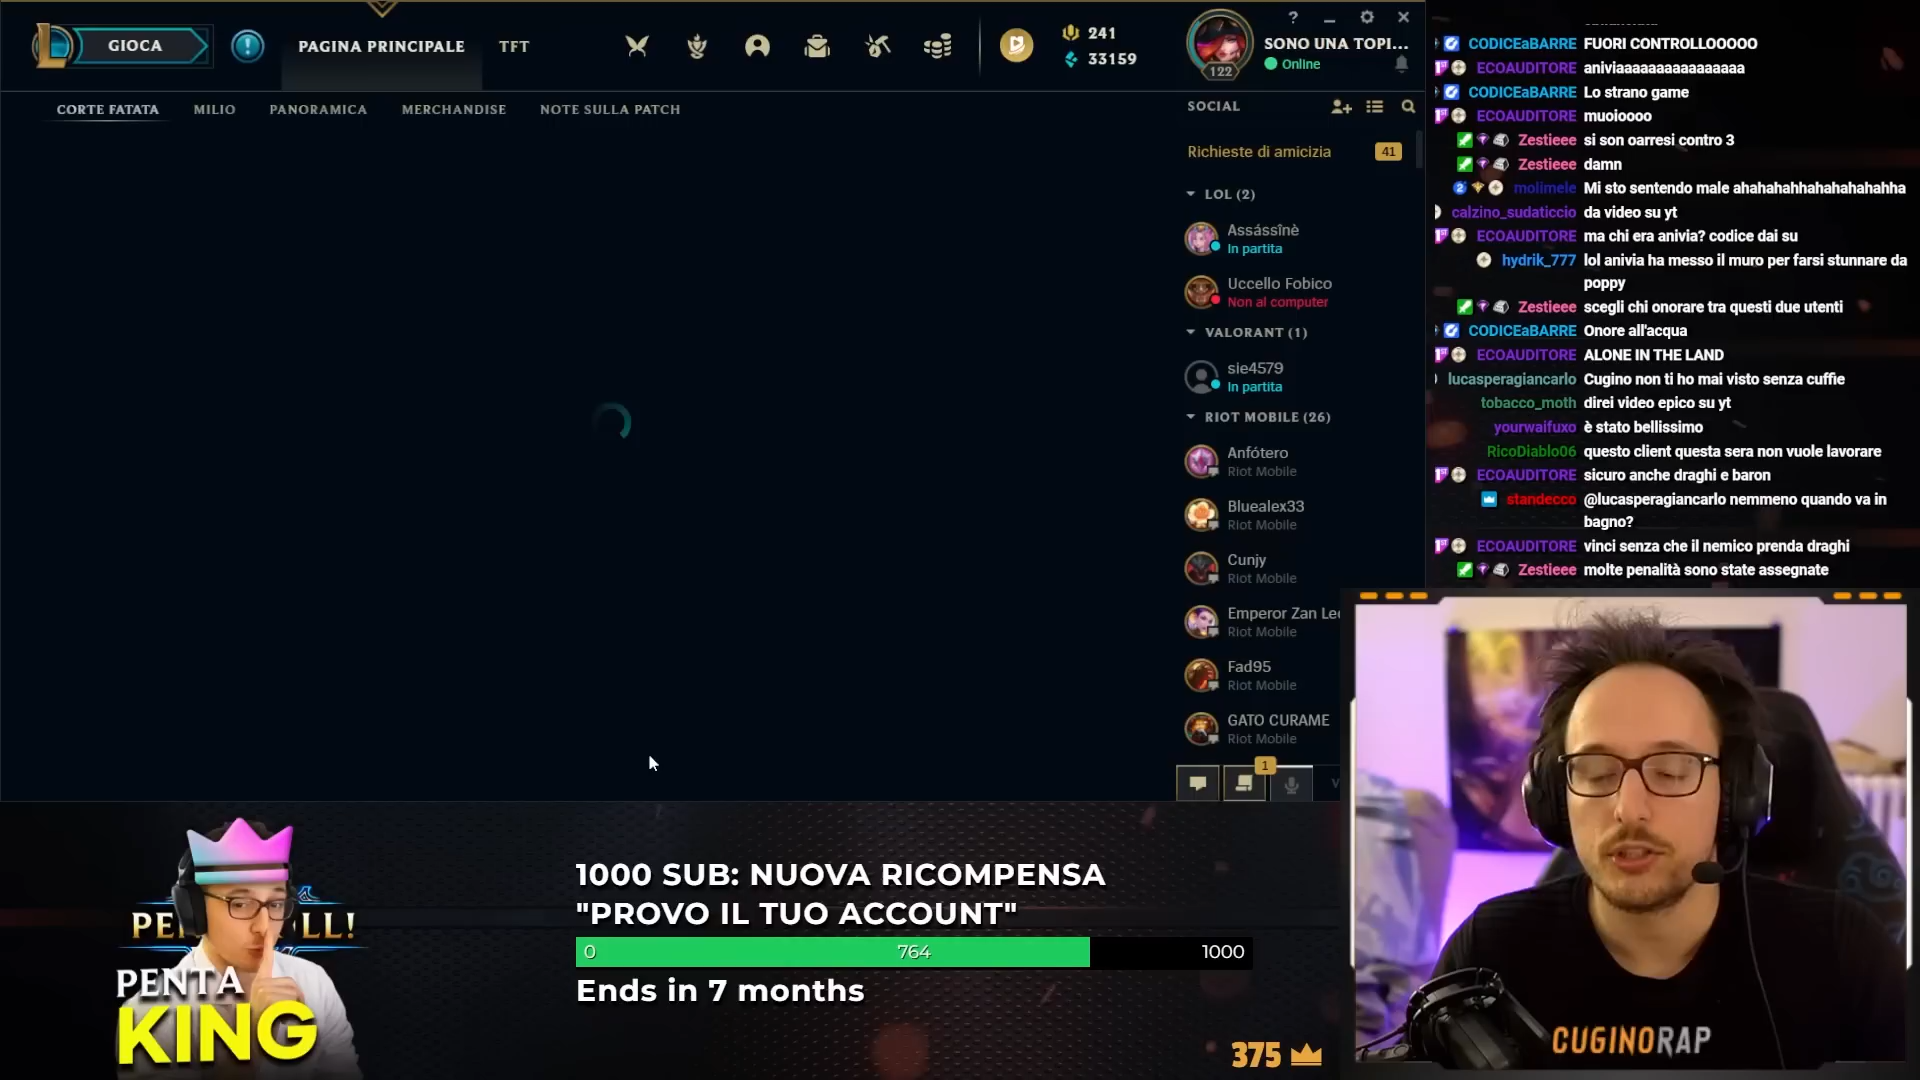 GIOCA
PAGINA PRINCIPALE
TFT
241
33159
122
SONO UNA TOPI...
Online
?
CORTE FATATA
MILIO
PANORAMICA
MERCHANDISE
NOTE SULLA PATCH
SOCIAL
Richieste di amicizia
41
LOL (2)
Assássînè
In partita
Uccello Fobico
Non al computer
VALORANT (1)
sie4579
In partita
RIOT MOBILE (26)
Anfótero
Riot Mobile
Bluealex33
Riot Mobile
Cunjy
Riot Mobile
Emperor Zan Le
Riot Mobile
Fad95
Riot Mobile
GATO CURAME
Riot Mobile
1
CODICEaBARRE FUORI CONTROLLOOOOO
ECOAUDITORE aniviaaaaaaaaaaaaaaaa
CODICEaBARRE Lo strano game
ECOAUDITORE muoioooo
Zestieee si son oarresi contro 3
Zestieee damn
molimele Mi sto sentendo male ahahahahhahahahahahha
calzino_sudaticcio da video su yt
ECOAUDITORE ma chi era anivia? codice dai su
hydrik_777 lol anivia ha messo il muro per farsi stunnare da
poppy
Zestieee scegli chi onorare tra questi due utenti
CODICEaBARRE Onore all'acqua
ECOAUDITORE ALONE IN THE LAND
lucasperagiancarlo Cugino non ti ho mai visto senza cuffie
tobacco_moth direi video epico su yt
yourwaifuxo è stato bellissimo
RicoDiablo06 questo client questa sera non vuole lavorare
ECOAUDITORE sicuro anche draghi e baron
standecco @lucasperagiancarlo nemmeno quando va in
bagno?
ECOAUDITORE vinci senza che il nemico prenda draghi
Zestieee molte penalità sono state assegnate
PE LL!
PENTA
KING
1000 SUB: NUOVA RICOMPENSA
"PROVO IL TUO ACCOUNT"
0 764 1000
Ends in 7 months
375
CUGINORAP